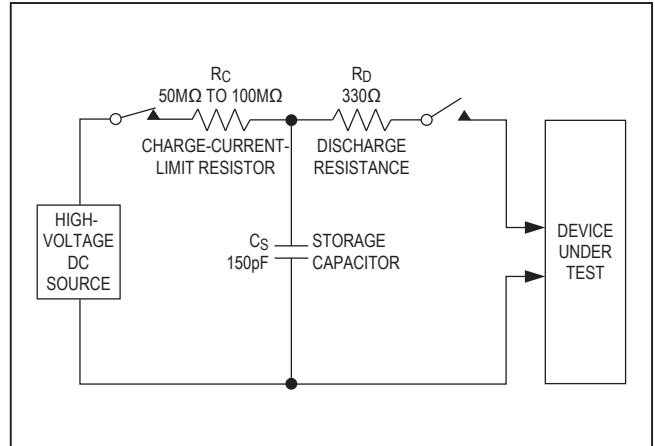 RC
50MΩ TO 100MΩ
CHARGE-CURRENT-
LIMIT RESISTOR
RD
330Ω
DISCHARGE
RESISTANCE
HIGH-
VOLTAGE
DC
SOURCE
CS
150pF
STORAGE
CAPACITOR
DEVICE
UNDER
TEST